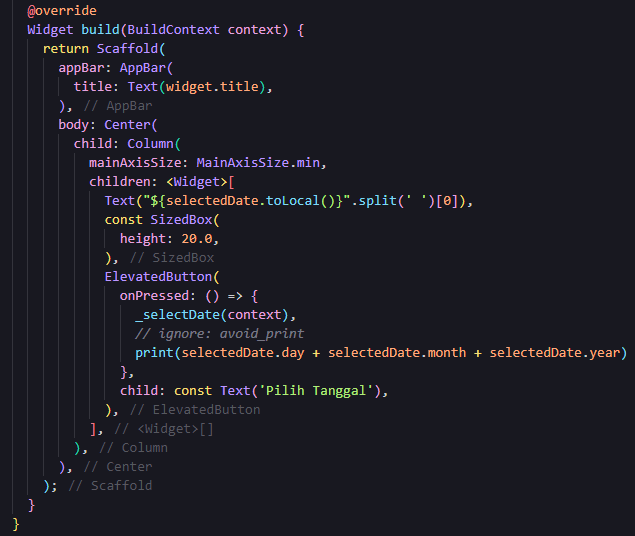 @override
Widget build(BuildContext context) {
return Scaffold(
appBar: AppBar(
title: Text(widget.title),
), // AppBar
body: Center(
child: Column(
mainAxisSize: MainAxisSize.min,
children: <Widget>[
Text("${selectedDate.toLocal()}".split(' ')[0]),
const SizedBox(
height: 20.0,
), // SizedBox
ElevatedButton(
onPressed: () => {
_selectDate(context),
// ignore: avoid_print
print(selectedDate.day + selectedDate.month + selectedDate.year)
},
child: const Text('Pilih Tanggal'),
), // ElevatedButton
], // <Widget>[]
), // Column
), // Center
); // Scaffold
}
}